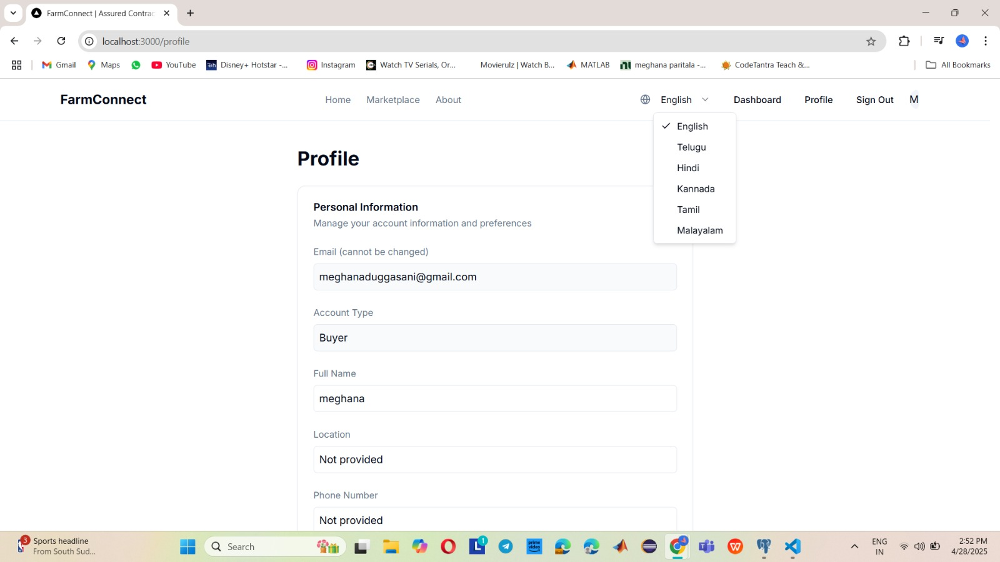 FarmConnect | Assured Contrac
localhost:3000/profile
Gmail
Maps
YouTube
Disney+ Hotstar -...
Instagram
Watch TV Serials, Or...
Movierulz | Watch B...
MATLAB
meghana paritala -...
CodeTantra Teach &...
All Bookmarks
FarmConnect
Home
Marketplace
About
English
Dashboard
Profile
Sign Out
M
English
Telugu
Hindi
Kannada
Tamil
Malayalam
Profile
Personal Information
Manage your account information and preferences
Email (cannot be changed)
meghanaduggasani@gmail.com
Account Type
Buyer
Full Name
meghana
Location
Not provided
Phone Number
Not provided
3
Sports headline
From South Sud...
Search
L
1
prime video
ENG
IN
2:52 PM
4/28/2025